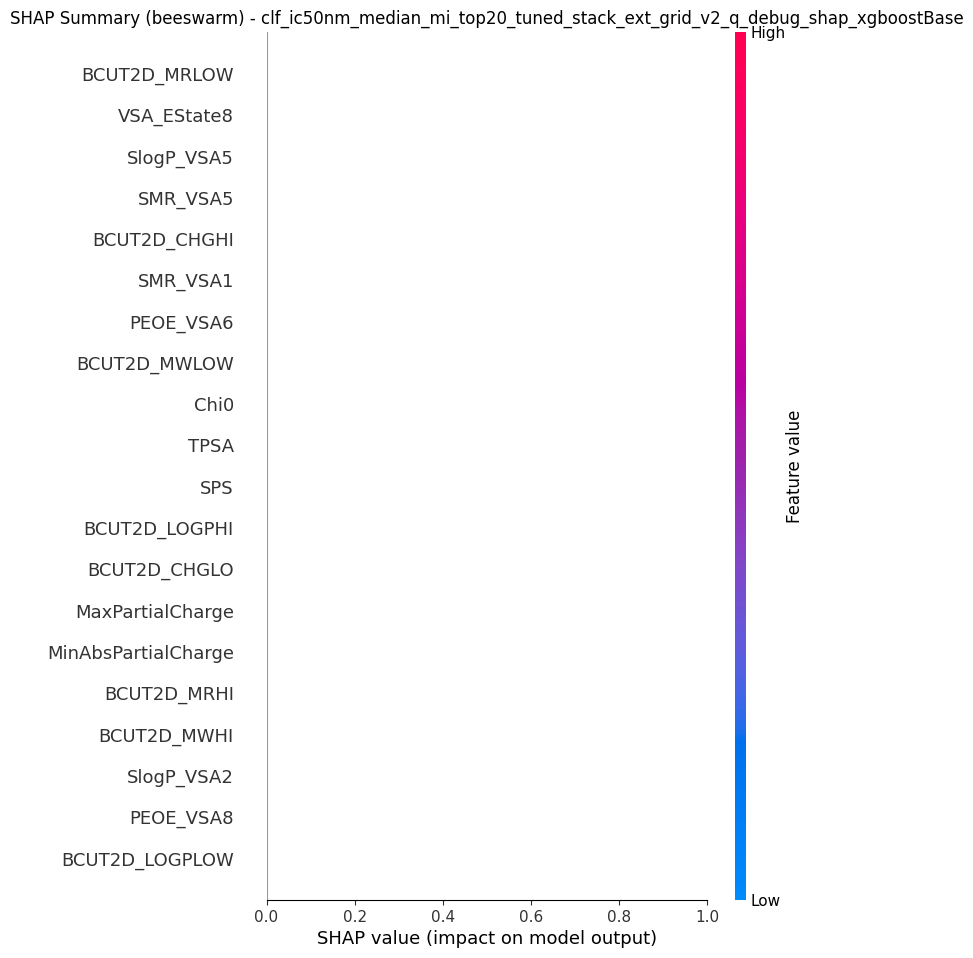 SHAP Summary (beeswarm) - clf_ic50nm_median_mi_top20_tuned_stack_ext_grid_v2_q_debug_shap_xgboostBase
High
BCUT2D_MRLOW
VSA_EState8
SlogP_VSA5
SMR_VSA5
BCUT2D_CHGHI
SMR_VSA1
PEOE_VSA6
BCUT2D_MWLOW
Chi0
TPSA
SPS
BCUT2D_LOGPHI
BCUT2D_CHGLO
MaxPartialCharge
MinAbsPartialCharge
BCUT2D_MRHI
BCUT2D_MWHI
SlogP_VSA2
PEOE_VSA8
BCUT2D_LOGPLOW
Feature value
Low
0.0 0.2 0.4 0.6 0.8 1.0
SHAP value (impact on model output)